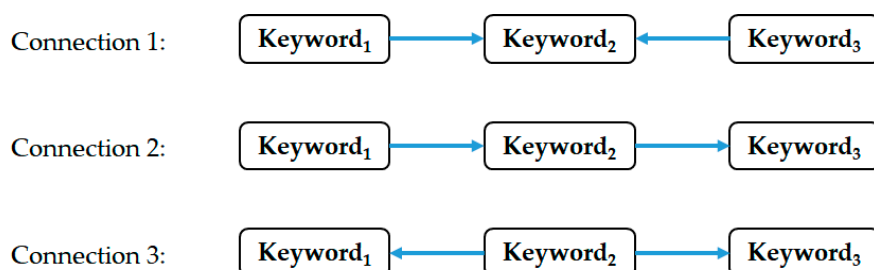 Connection 1: Keyword₁ Keyword₂ Keyword₃
Connection 2: Keyword₁ Keyword₂ Keyword₃
Connection 3: Keyword₁ Keyword₂ Keyword₃